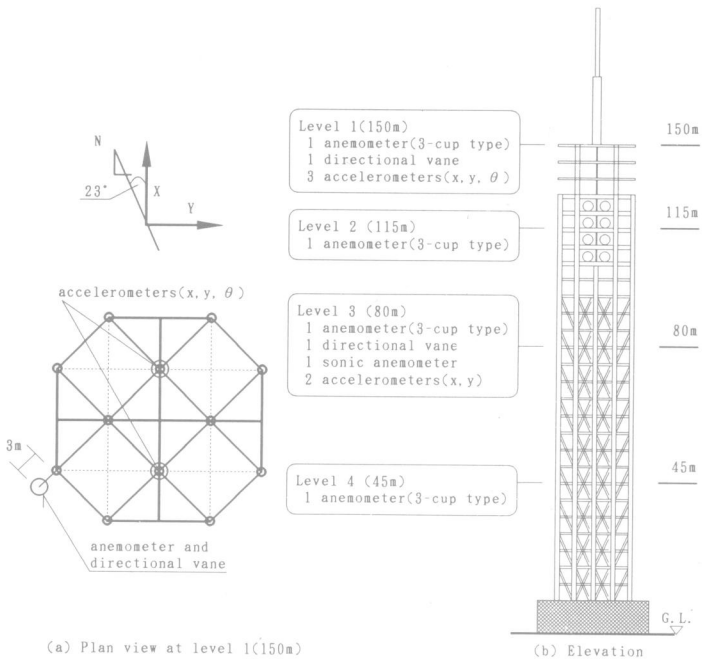 N
23°
X
Y
accelerometers(x, y, θ)
3m
anemometer and
directional vane
(a) Plan view at level 1(150m)
Level 1(150m)
1 anemometer(3-cup type)
1 directional vane
3 accelerometers(x, y, θ)
Level 2 (115m)
1 anemometer(3-cup type)
Level 3 (80m)
1 anemometer(3-cup type)
1 directional vane
1 sonic anemometer
2 accelerometers(x, y)
Level 4 (45m)
1 anemometer(3-cup type)
150m
115m
80m
45m
G. L.
(b) Elevation